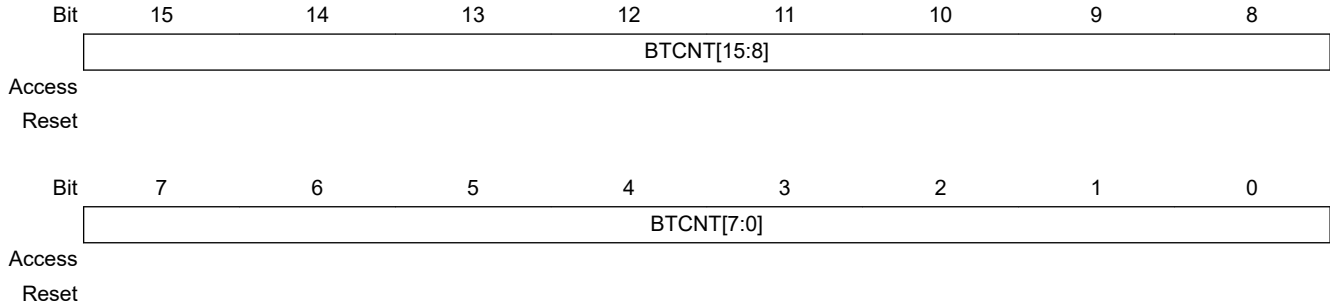 Bit 15 14 13 12 11 10 9 8
BTCNT[15:8]
Access
Reset
Bit 7 6 5 4 3 2 1 0
BTCNT[7:0]
Access
Reset